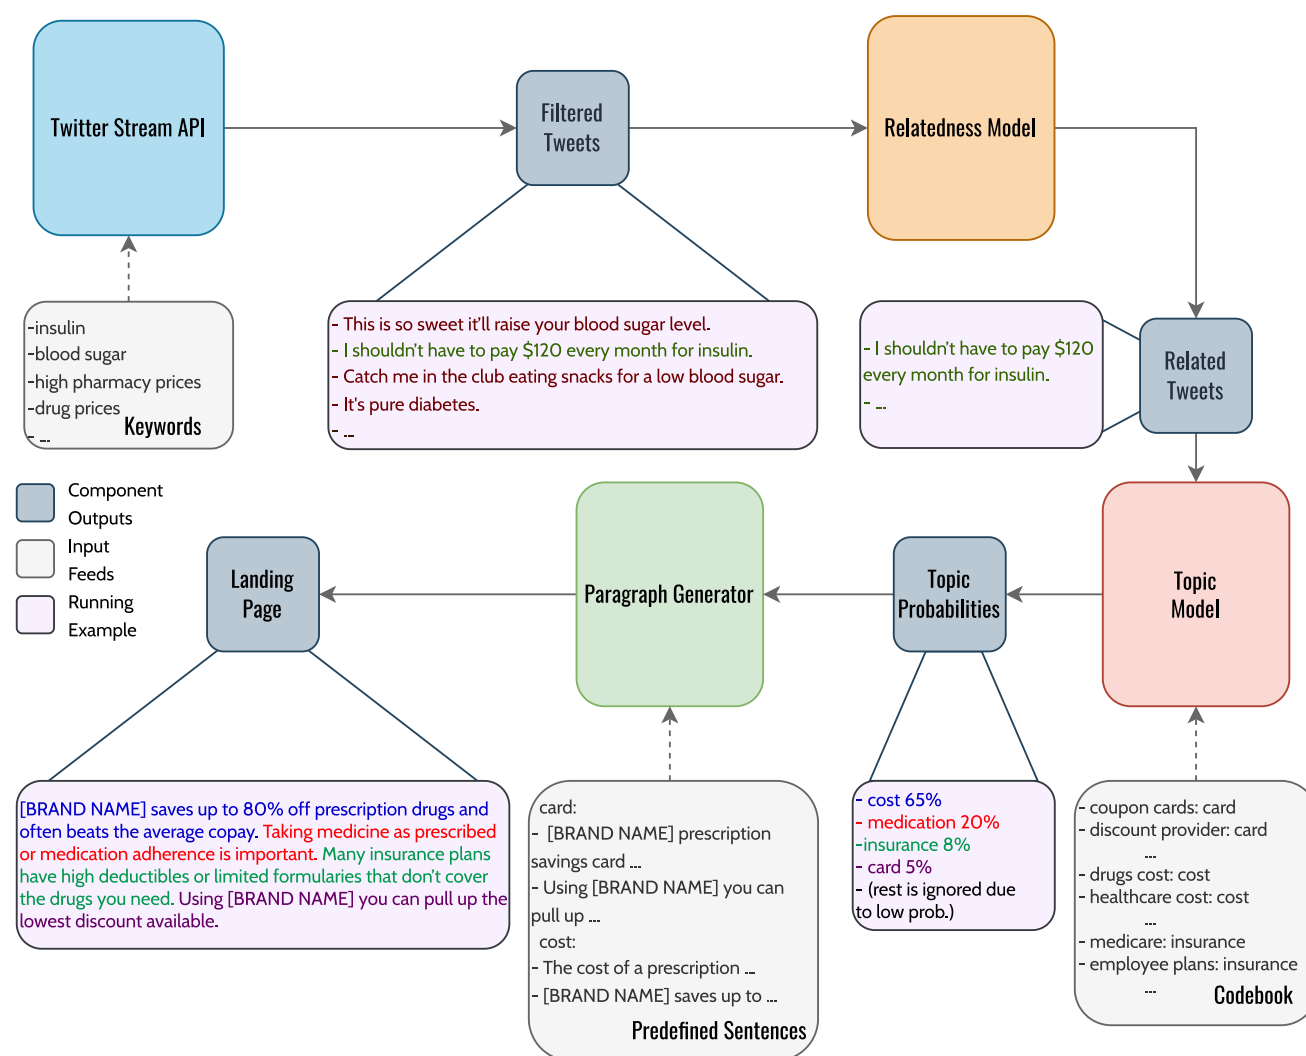 Twitter Stream API
Filtered
Tweets
Relatedness Model
-insulin
-blood sugar
-high pharmacy prices
-drug prices
- ...
Keywords
- This is so sweet it'll raise your blood sugar level.
- I shouldn't have to pay $120 every month for insulin.
- Catch me in the club eating snacks for a low blood sugar.
- It's pure diabetes.
- ...
- I shouldn't have to pay $120
every month for insulin.
- ...
Related
Tweets
Component
Outputs
Input
Feeds
Running
Example
Landing
Page
Paragraph Generator
Topic
Probabilities
Topic
Model
[BRAND NAME] saves up to 80% off prescription drugs and
often beats the average copay. Taking medicine as prescribed
or medication adherence is important. Many insurance plans
have high deductibles or limited formularies that don't cover
the drugs you need. Using [BRAND NAME] you can pull up the
lowest discount available.
card:
- [BRAND NAME] prescription
savings card ...
- Using [BRAND NAME] you can
pull up ...
cost:
- The cost of a prescription ...
- [BRAND NAME] saves up to ...
Predefined Sentences
- cost 65%
- medication 20%
-insurance 8%
- card 5%
- (rest is ignored due
to low prob.)
- coupon cards: card
- discount provider: card
...
- drugs cost: cost
- healthcare cost: cost
...
- medicare: insurance
- employee plans: insurance
...
Codebook